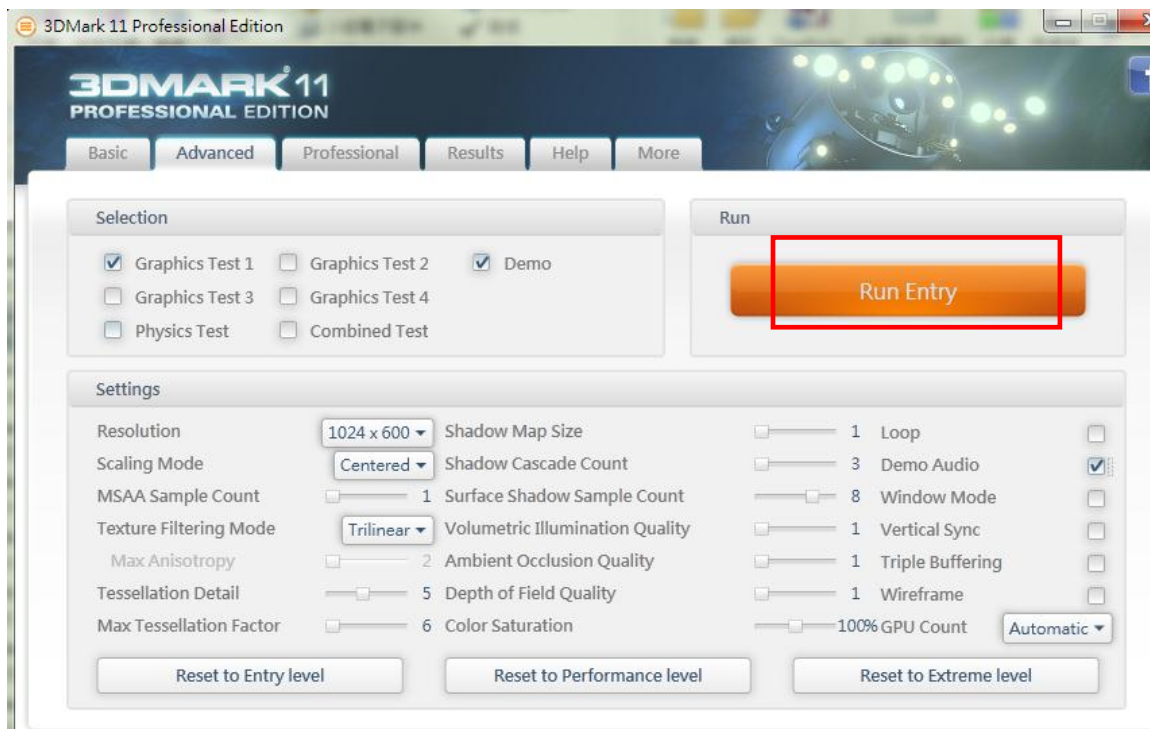 3DMark 11 Professional Edition
3DMARK® 11
PROFESSIONAL EDITION
Basic Advanced Professional Results Help More
Selection
Run
Graphics Test 1 Graphics Test 2 Demo
Graphics Test 3 Graphics Test 4
Physics Test Combined Test
Run Entry
Settings
Resolution 1024 x 600 Shadow Map Size 1 Loop
Scaling Mode Centered Shadow Cascade Count 3 Demo Audio
MSAA Sample Count 1 Surface Shadow Sample Count 8 Window Mode
Texture Filtering Mode Trilinear Volumetric Illumination Quality 1 Vertical Sync
Max Anisotropy 2 Ambient Occlusion Quality 1 Triple Buffering
Tessellation Detail 5 Depth of Field Quality 1 Wireframe
Max Tessellation Factor 6 Color Saturation 100% GPU Count Automatic
Reset to Entry level Reset to Performance level Reset to Extreme level